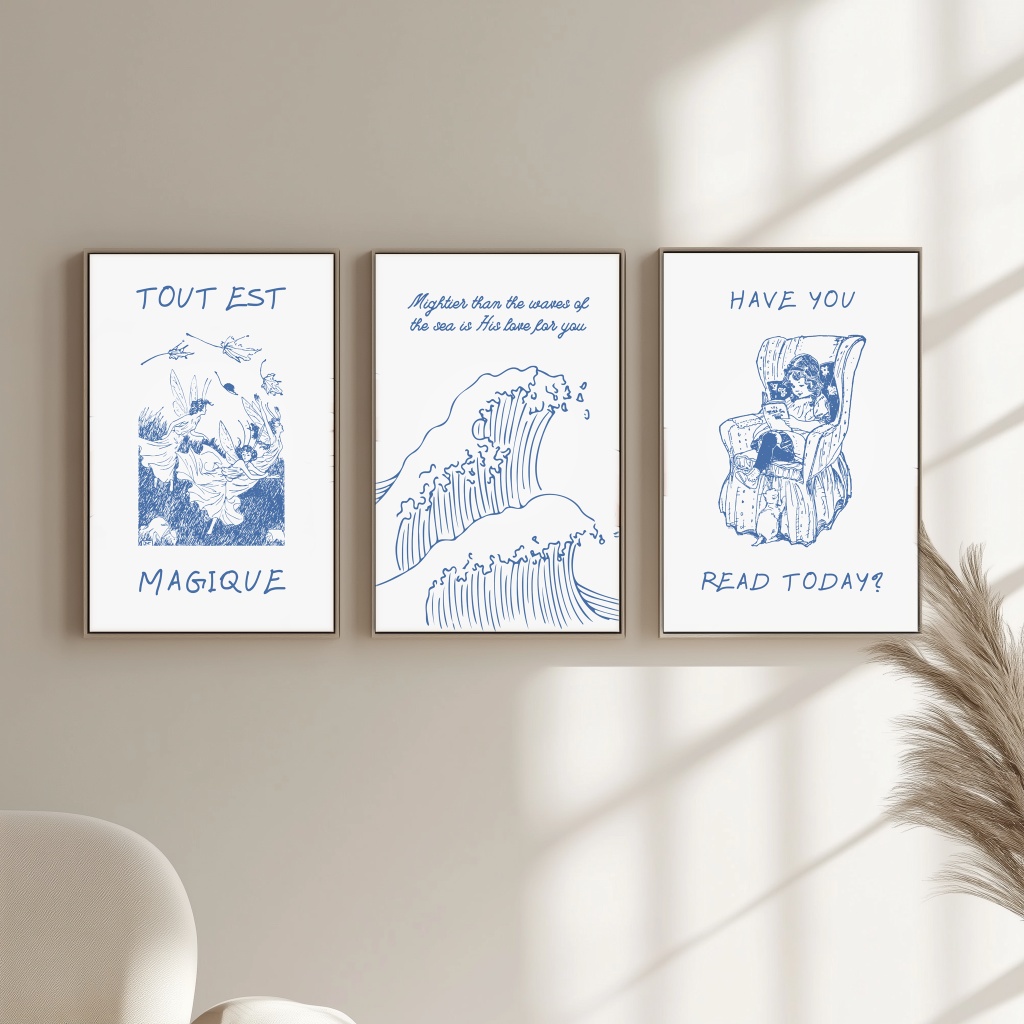 TOUT EST
MAGIQUE
Mightier than the waves of
the sea is His love for you
HAVE YOU
READ TODAY?